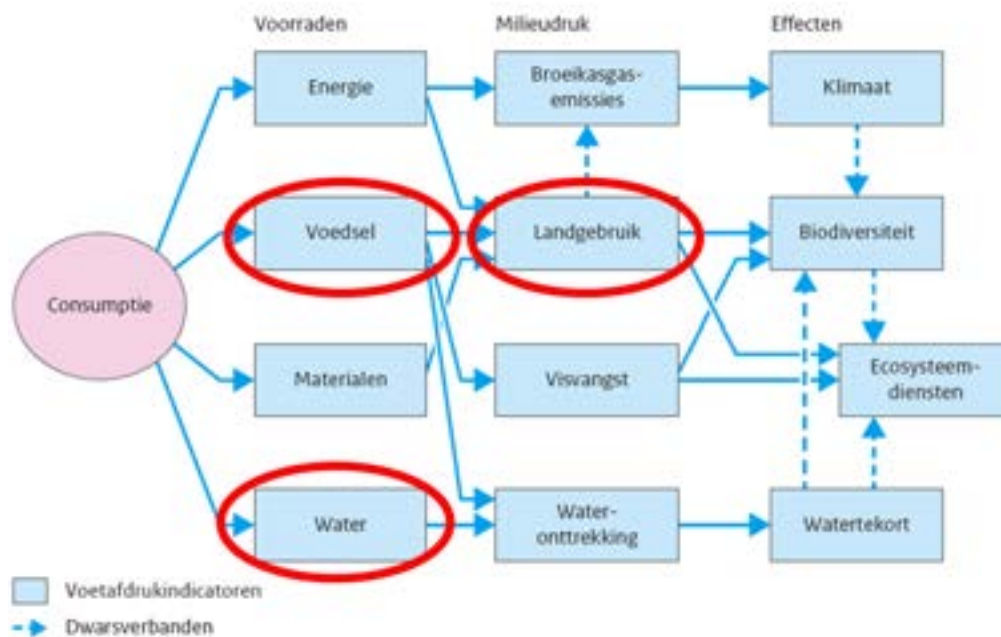 Voorraden
Milieudruk
Effecten
Energie
Broeikasgas-
emissies
Klimaat
Voedsel
Landgebruik
Biodiversiteit
Consumptie
Materialen
Visvangst
Ecosysteem-
diensten
Water
Water-
onttrekking
Watertekort
Voetafdrukindicatoren
Dwarsverbanden